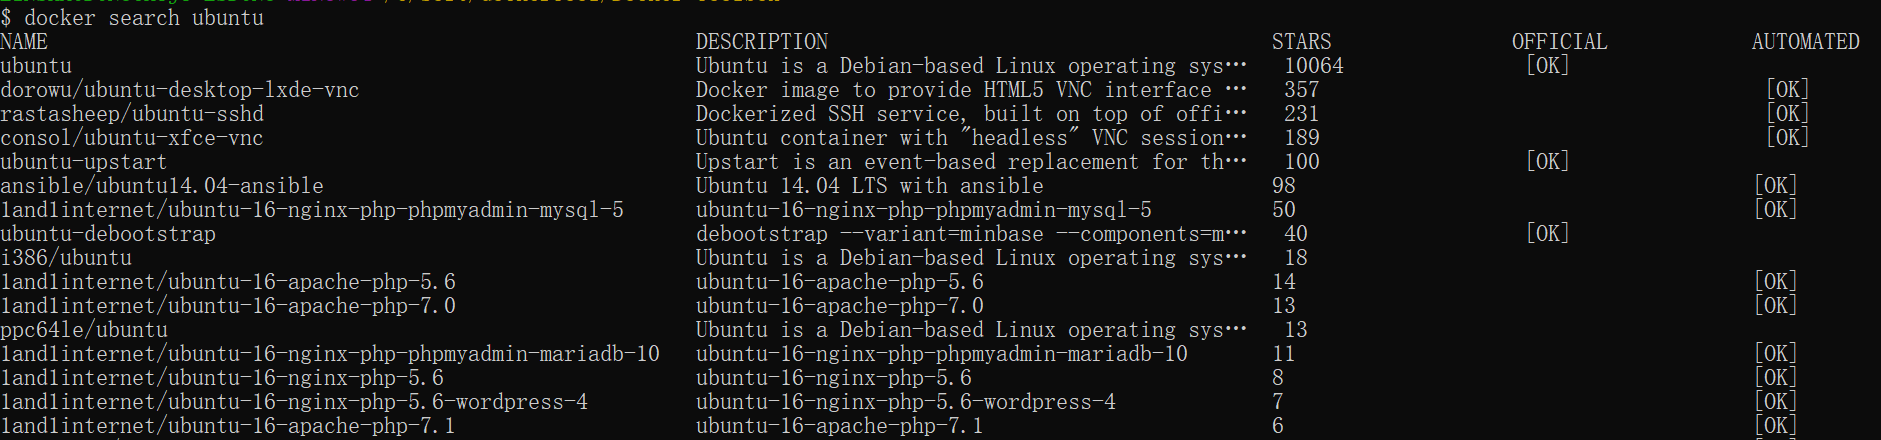 $ docker search ubuntu
NAME DESCRIPTION STARS OFFICIAL AUTOMATED
ubuntu Ubuntu is a Debian-based Linux operating sys… 10064 [OK]
dorowu/ubuntu-desktop-lxde-vnc Docker image to provide HTML5 VNC interface … 357 [OK]
rastasheep/ubuntu-sshd Dockerized SSH service, built on top of offi… 231 [OK]
consol/ubuntu-xfce-vnc Ubuntu container with "headless" VNC session… 189 [OK]
ubuntu-upstart Upstart is an event-based replacement for th… 100 [OK]
ansible/ubuntu14.04-ansible Ubuntu 14.04 LTS with ansible 98 [OK]
1and1internet/ubuntu-16-nginx-php-phpmyadmin-mysql-5 ubuntu-16-nginx-php-phpmyadmin-mysql-5 50 [OK]
ubuntu-debootstrap debootstrap --variant=minbase --components=m… 40 [OK]
i386/ubuntu Ubuntu is a Debian-based Linux operating sys… 18
1and1internet/ubuntu-16-apache-php-5.6 ubuntu-16-apache-php-5.6 14 [OK]
1and1internet/ubuntu-16-apache-php-7.0 ubuntu-16-apache-php-7.0 13 [OK]
ppc64le/ubuntu Ubuntu is a Debian-based Linux operating sys… 13
1and1internet/ubuntu-16-nginx-php-phpmyadmin-mariadb-10 ubuntu-16-nginx-php-phpmyadmin-mariadb-10 11 [OK]
1and1internet/ubuntu-16-nginx-php-5.6 ubuntu-16-nginx-php-5.6 8 [OK]
1and1internet/ubuntu-16-nginx-php-5.6-wordpress-4 ubuntu-16-nginx-php-5.6-wordpress-4 7 [OK]
1and1internet/ubuntu-16-apache-php-7.1 ubuntu-16-apache-php-7.1 6 [OK]